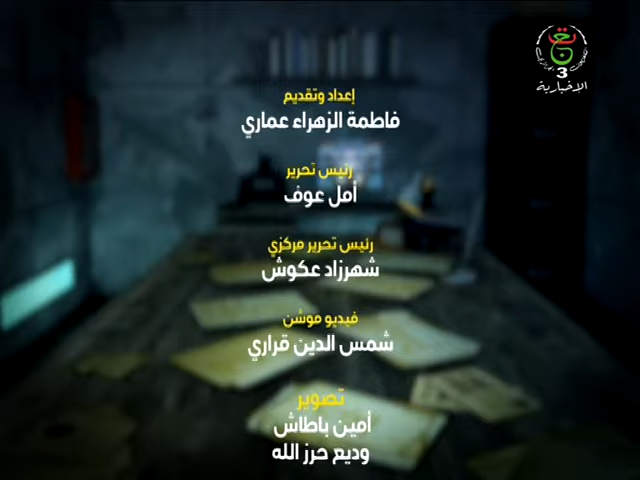 3
الإخبارية
إعداد وتقديم
فاطمة الزهراء عماري
رئيس تحرير
أمل عوف
رئيس تحرير مركزي
شهرزاد عكوش
فيديو موشن
شمس الدين قراري
تصوير
أمين باطاش
وديع حرز الله